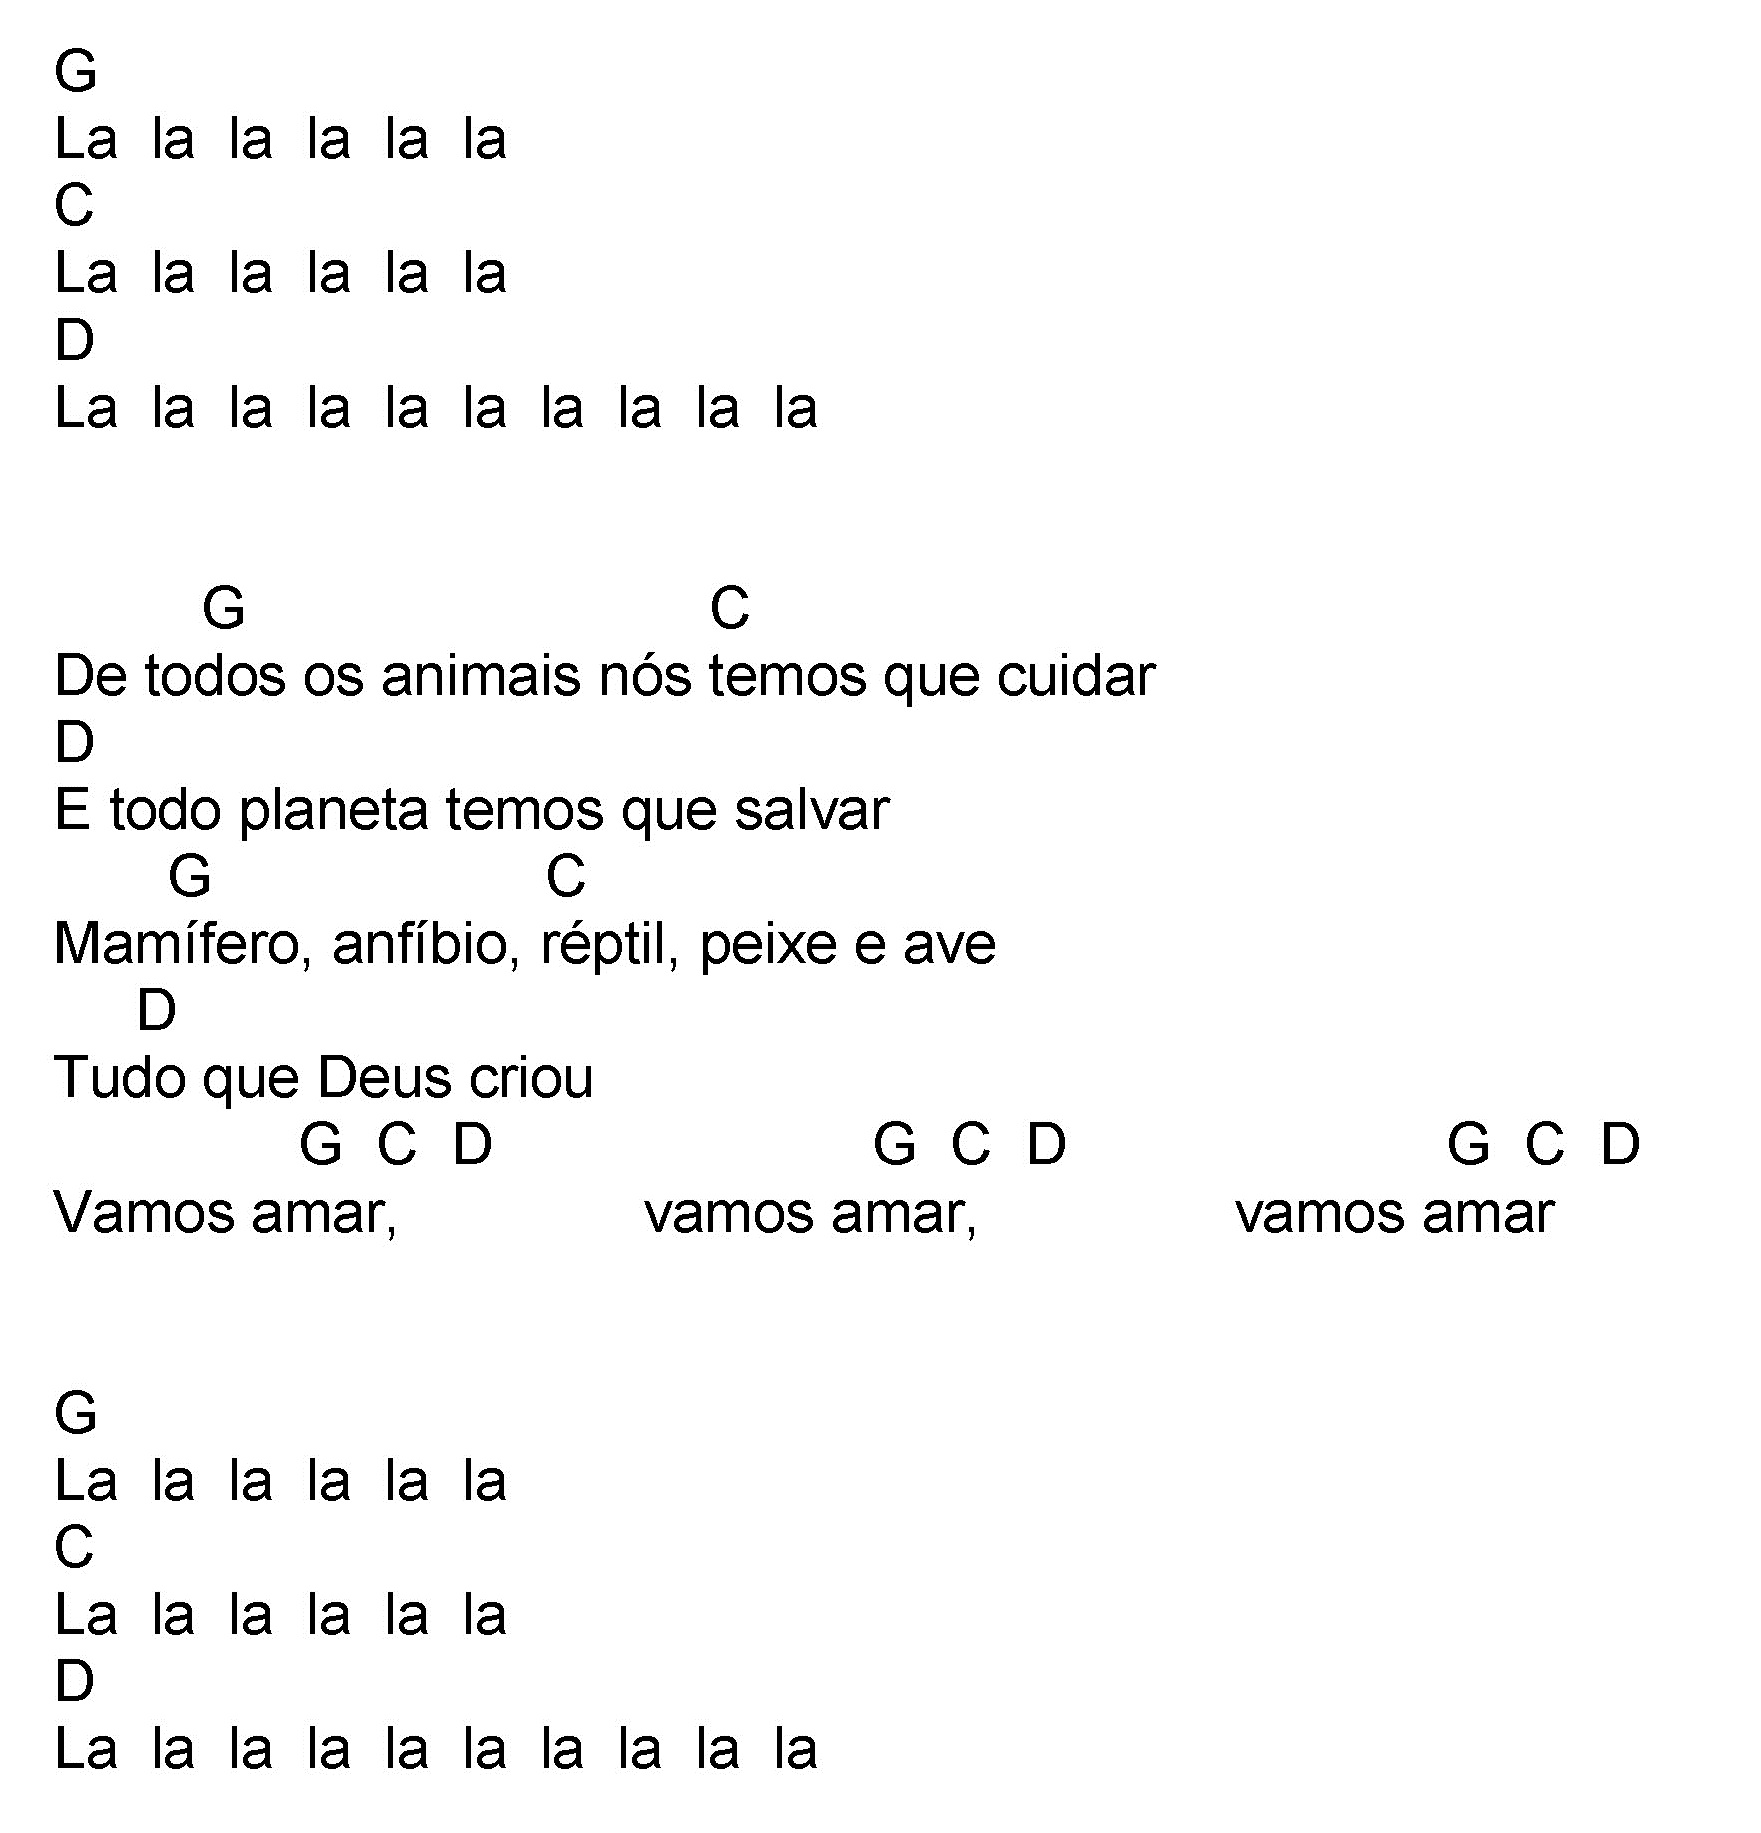 G
La la la la la la
C
La la la la la la
D
La la la la la la la la la la
G C
De todos os animais nós temos que cuidar
D
E todo planeta temos que salvar
G C
Mamífero, anfíbio, réptil, peixe e ave
D
Tudo que Deus criou
G C D G C D G C D
Vamos amar, vamos amar, vamos amar
G
La la la la la la
C
La la la la la la
D
La la la la la la la la la la